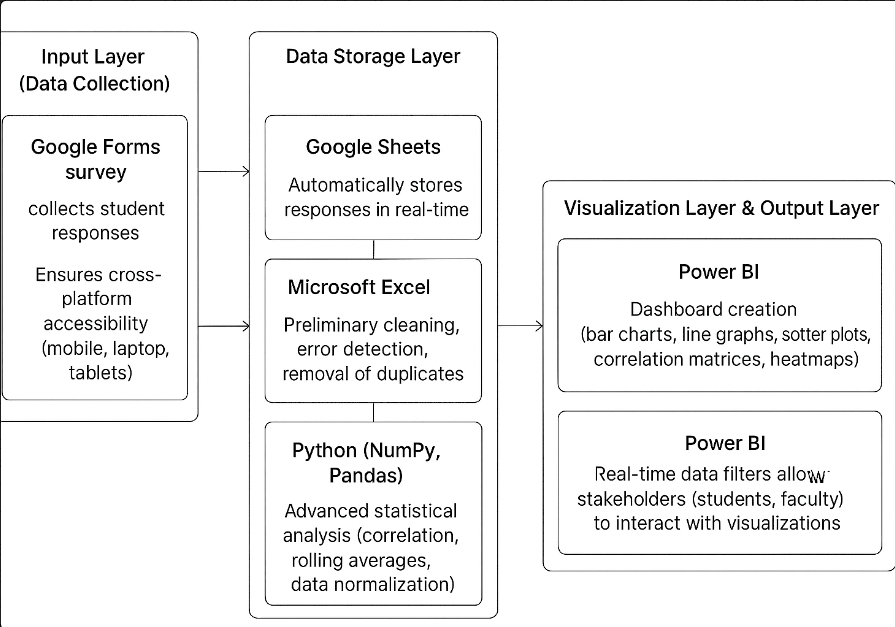 Input Layer
(Data Collection)
Google Forms
survey
collects student
responses
Ensures cross-
platform
accessibility
(mobile, laptop,
tablets)
Data Storage Layer
Google Sheets
Automatically stores
responses in real-time
Microsoft Excel
Preliminary cleaning,
error detection,
removal of duplicates
Python (NumPy,
Pandas)
Advanced statistical
analysis (correlation,
rolling averages,
data normalization)
Visualization Layer & Output Layer
Power BI
Dashboard creation
(bar charts, line graphs, sotter plots,
correlation matrices, heatmaps)
Power BI
Real-time data filters allow
stakeholders (students, faculty)
to interact with visualizations